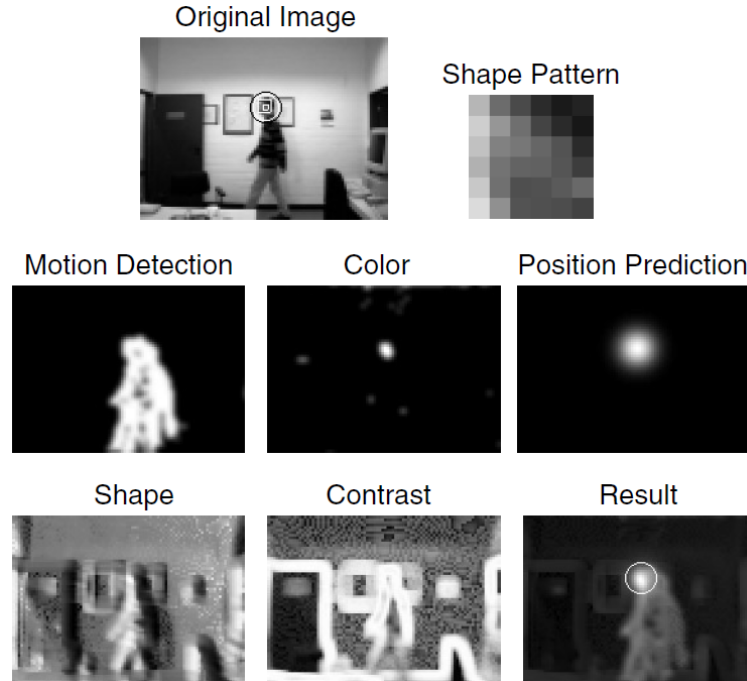 Original Image
Shape Pattern
Motion Detection
Color
Position Prediction
Shape
Contrast
Result